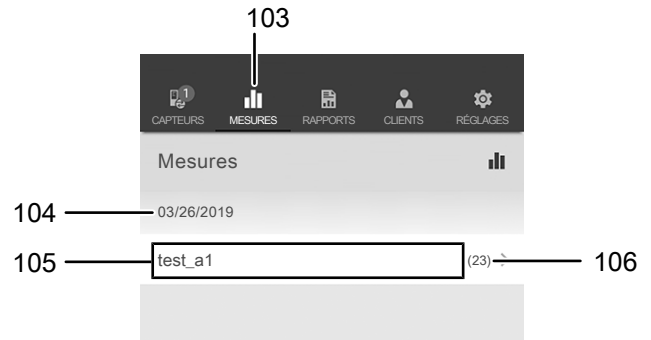 103
1
CAPTEURS MESURES RAPPORTS CLIENTS RÉGLAGES
Mesures
104 03/26/2019
105 test_a1 (23) 106